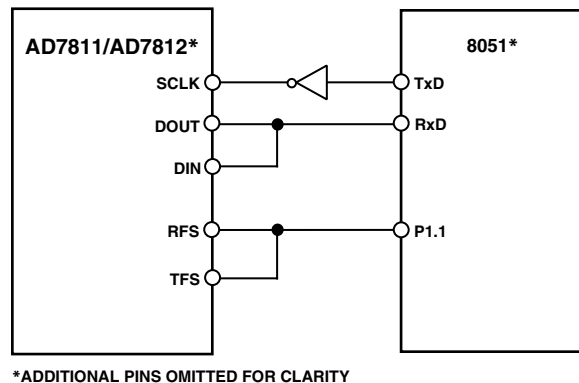 AD7811/AD7812*
8051*
SCLK
TxD
DOUT
RxD
DIN
RFS
P1.1
TFS
*ADDITIONAL PINS OMITTED FOR CLARITY